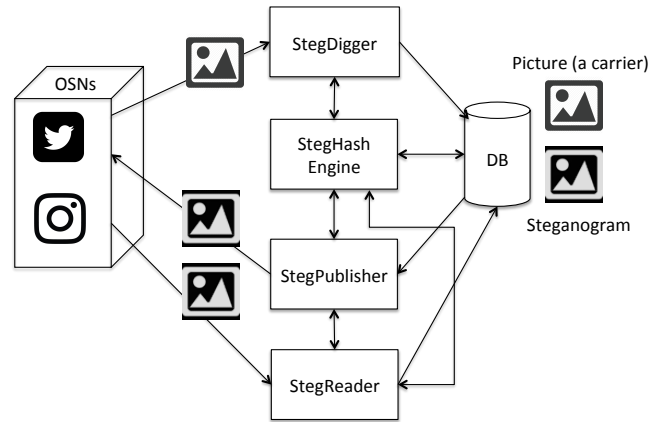 StegDigger
OSNs
Picture (a carrier)
StegHash
Engine
DB
Steganogram
StegPublisher
StegReader